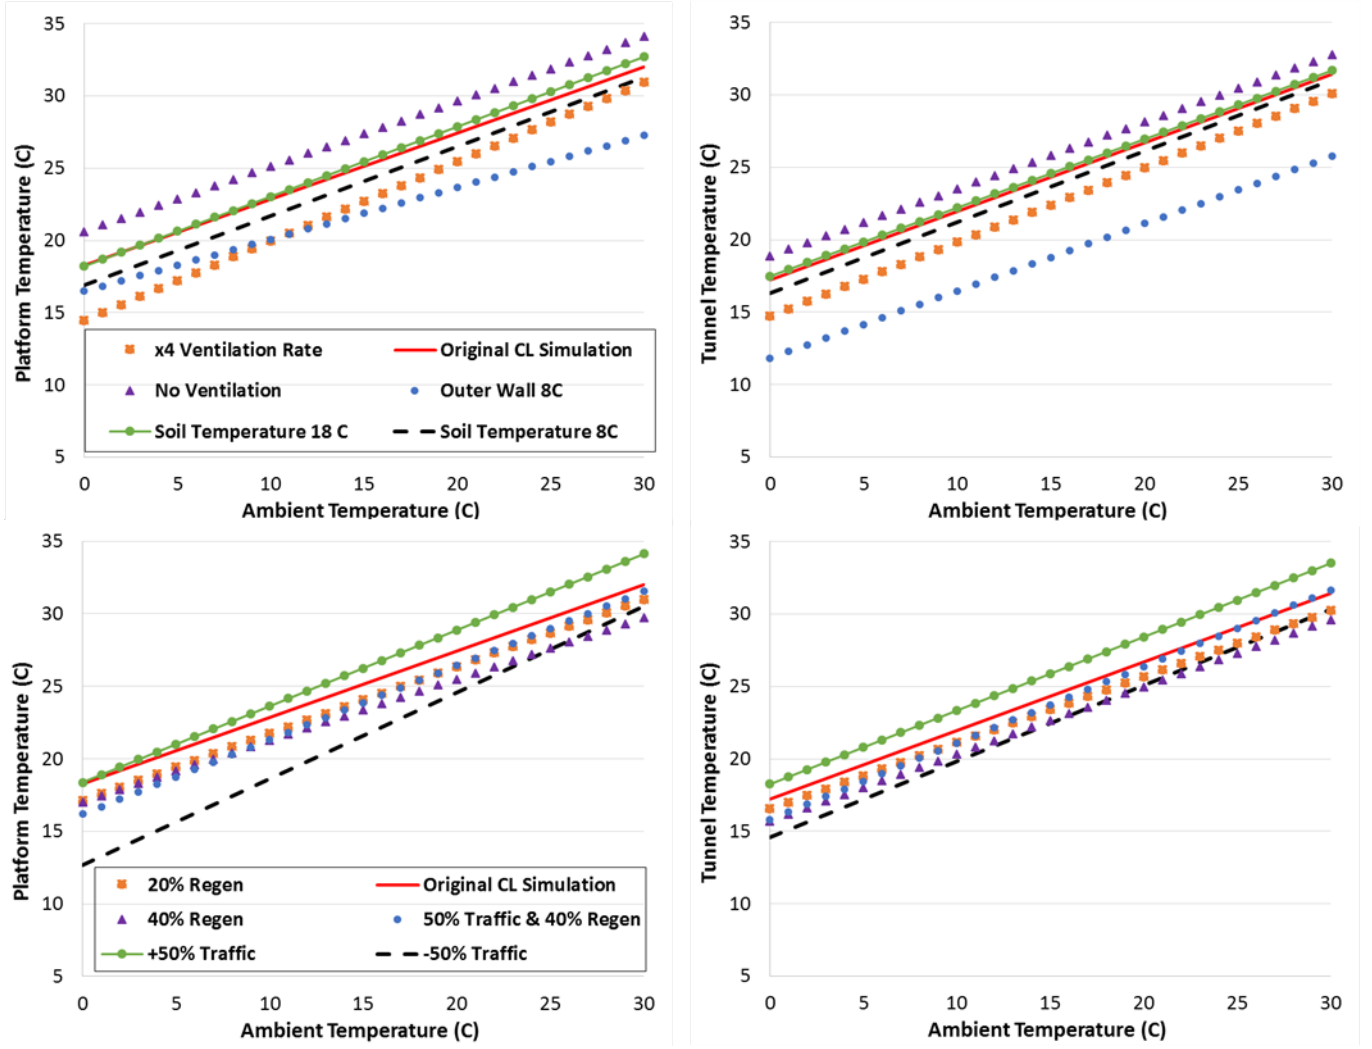 35
30
25
20
15
10
5
Platform Temperature (C)
x4 Ventilation Rate
Original CL Simulation
No Ventilation
Outer Wall 8C
Soil Temperature 18 C
Soil Temperature 8C
0 5 10 15 20 25 30
Ambient Temperature (C)
35
30
25
20
15
10
5
Tunnel Temperature (C)
0 5 10 15 20 25 30
Ambient Temperature (C)
35
30
25
20
15
10
5
Platform Temperature (C)
20% Regen
Original CL Simulation
40% Regen
50% Traffic & 40% Regen
+50% Traffic
-50% Traffic
0 5 10 15 20 25 30
Ambient Temperature (C)
35
30
25
20
15
10
5
Tunnel Temperature (C)
0 5 10 15 20 25 30
Ambient Temperature (C)